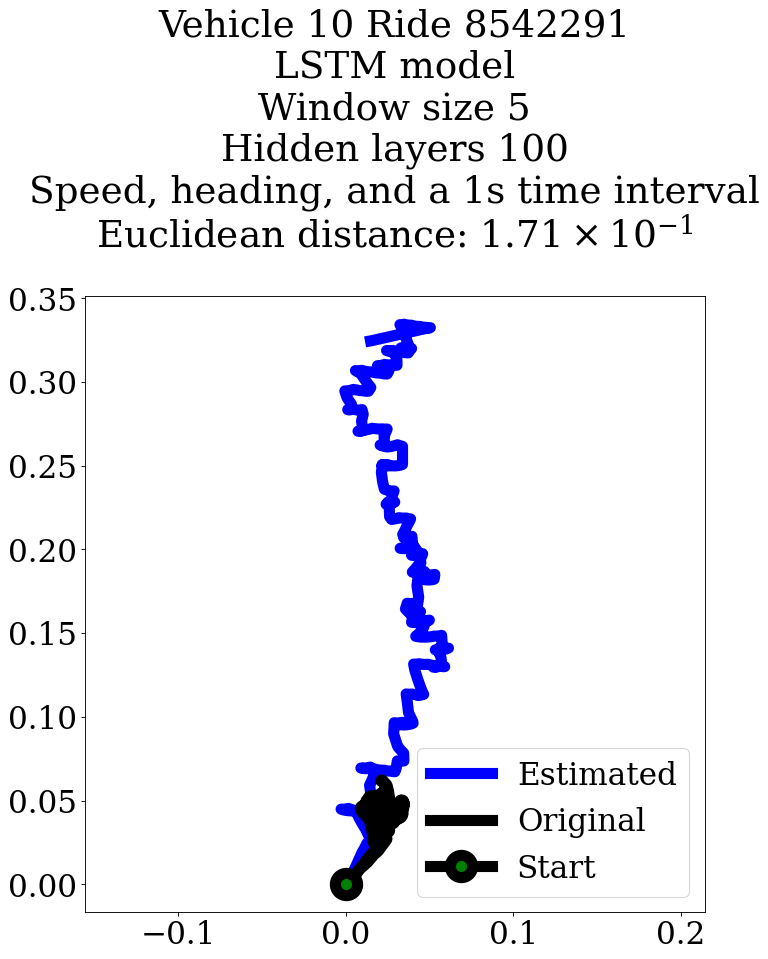 Vehicle 10 Ride 8542291
LSTM model
Window size 5
Hidden layers 100
Speed, heading, and a 1s time interval
Euclidean distance: 1.71 × 10⁻¹
0.35
0.30
0.25
0.20
0.15
0.10
0.05
0.00
Estimated
Original
Start
−0.1 0.0 0.1 0.2